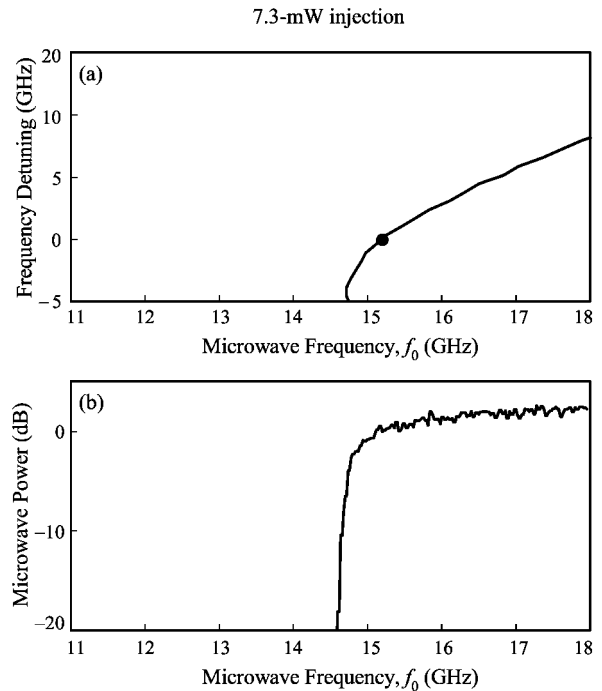 7.3-mW injection
(a)
Frequency Detuning (GHz)
20
10
5
0
−5
11 12 13 14 15 16 17 18
Microwave Frequency, f0 (GHz)
(b)
Microwave Power (dB)
0
−10
−20
11 12 13 14 15 16 17 18
Microwave Frequency, f0 (GHz)